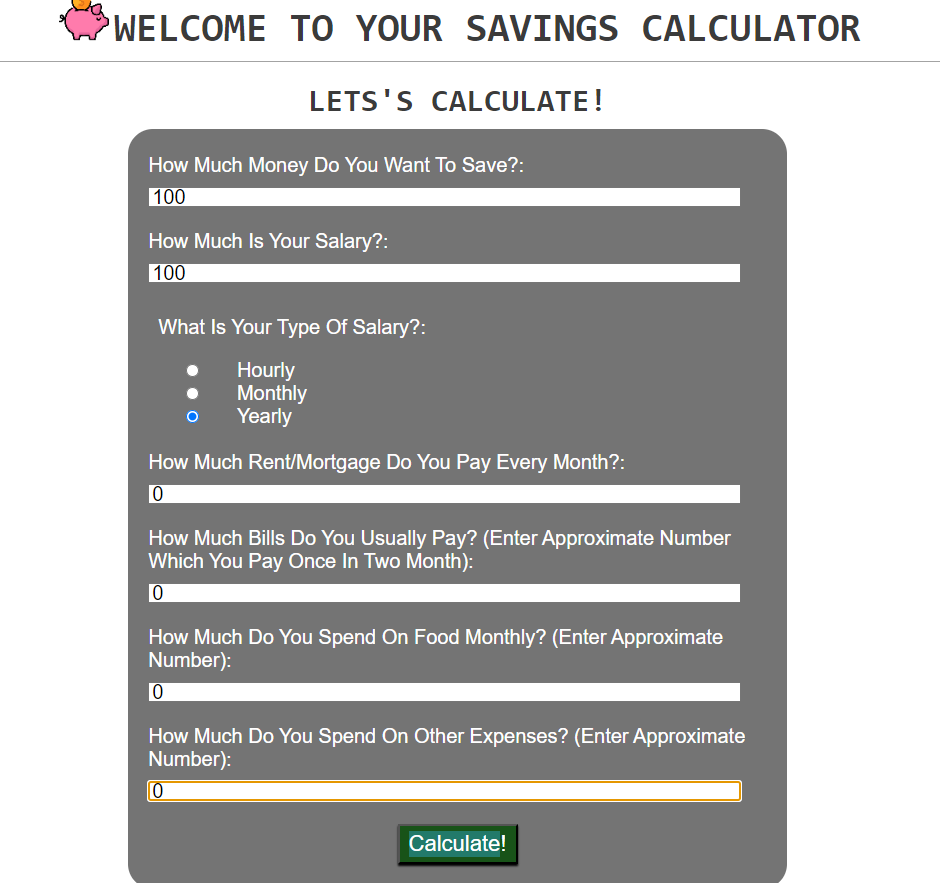 WELCOME TO YOUR SAVINGS CALCULATOR
LETS'S CALCULATE!
How Much Money Do You Want To Save?:
100
How Much Is Your Salary?:
100
What Is Your Type Of Salary?:
Hourly
Monthly
Yearly
How Much Rent/Mortgage Do You Pay Every Month?:
0
How Much Bills Do You Usually Pay? (Enter Approximate Number
Which You Pay Once In Two Month):
0
How Much Do You Spend On Food Monthly? (Enter Approximate
Number):
0
How Much Do You Spend On Other Expenses? (Enter Approximate
Number):
0
Calculate!